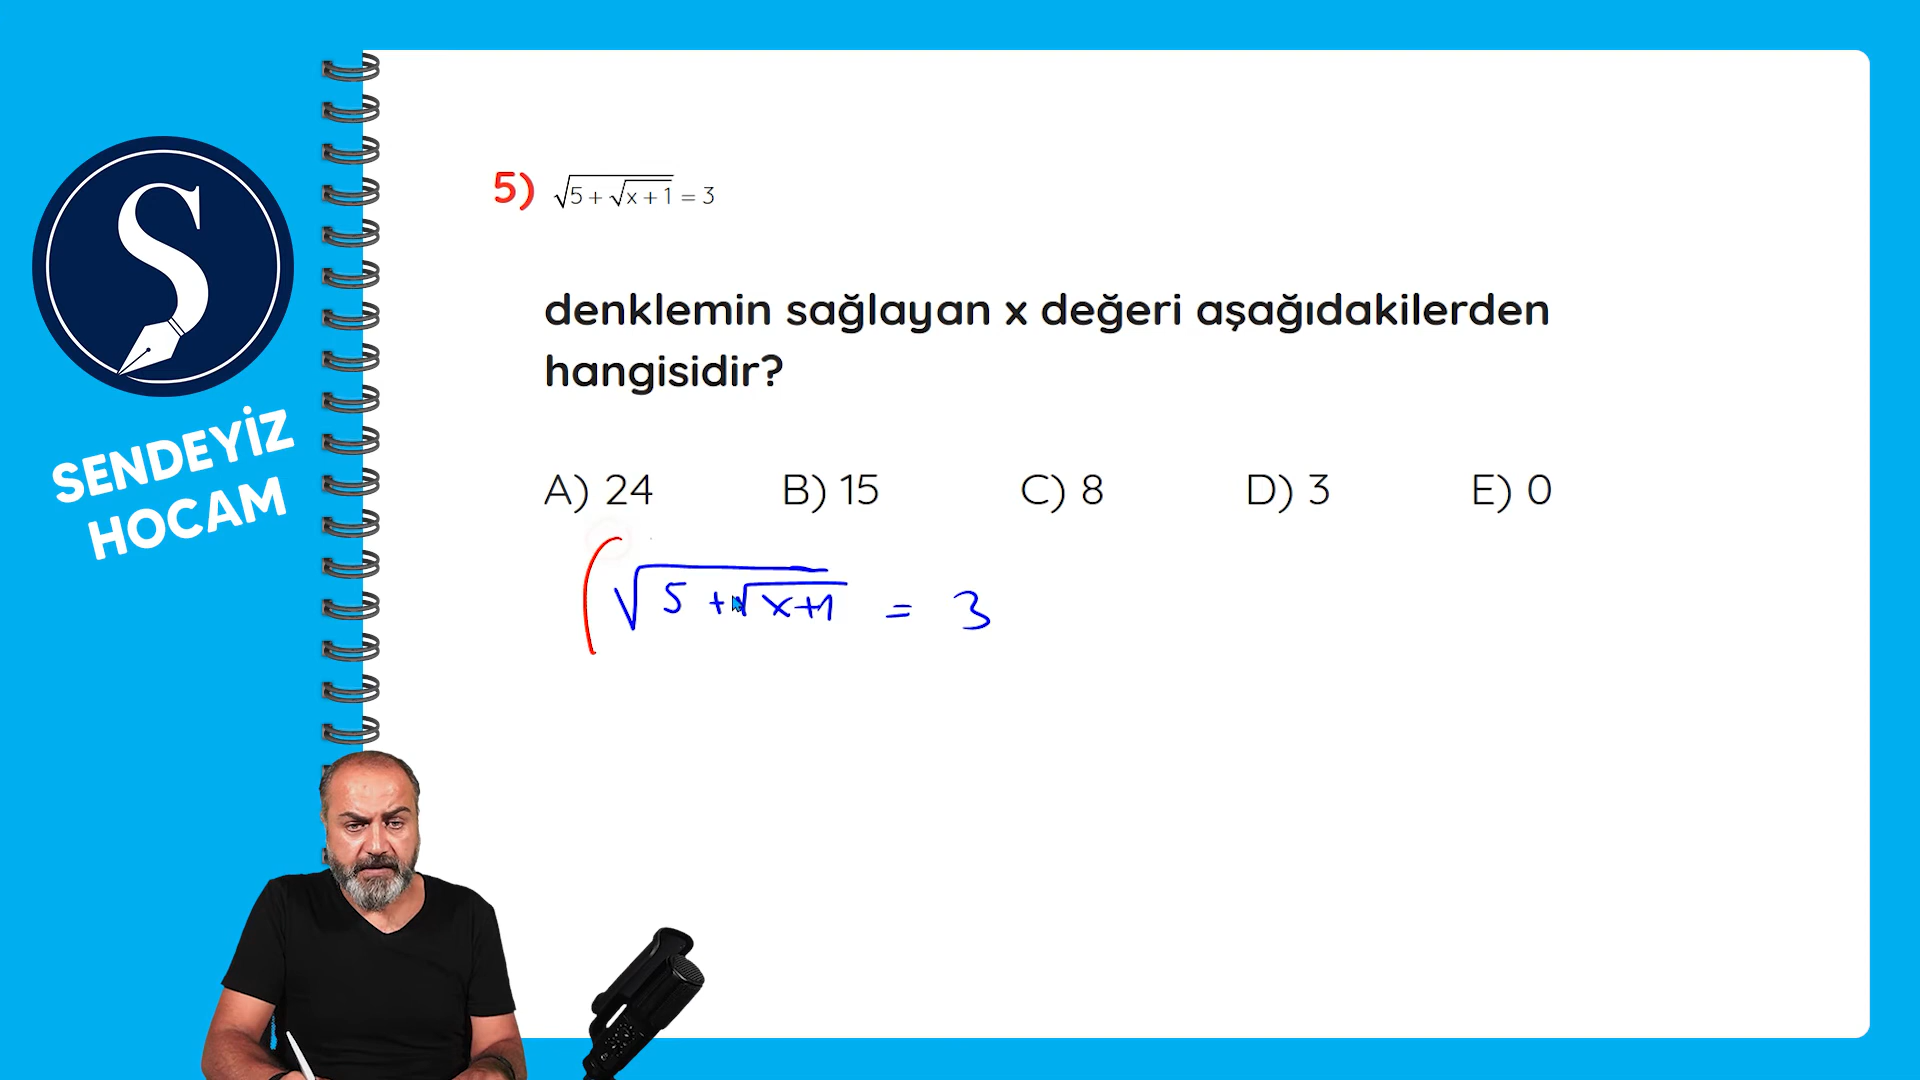 SENDEYİZ
HOCAM
5) √(5 + √(x + 1)) = 3
denklemin sağlayan x değeri aşağıdakilerden
hangisidir?
A) 24 B) 15 C) 8 D) 3 E) 0
(√(5 + √(x+1)) = 3